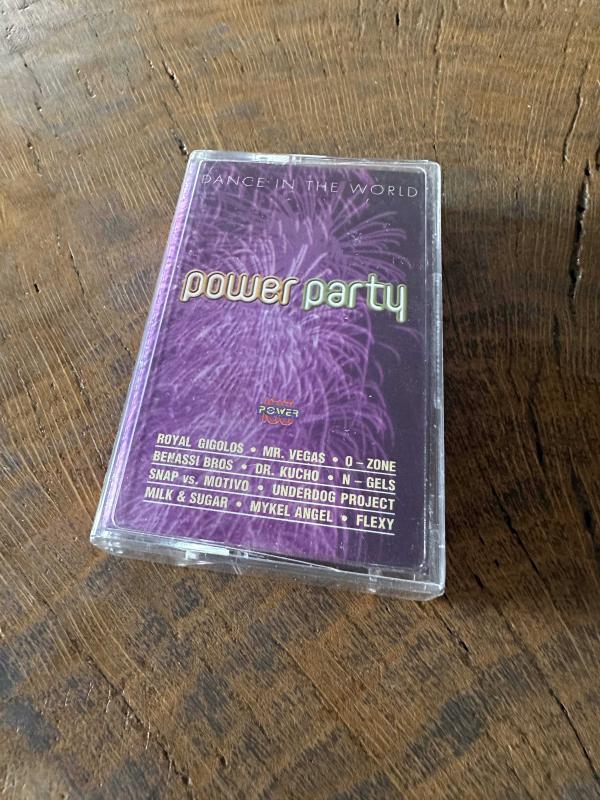 DANCE IN THE WORLD
power party
POWER
ROYAL GIGOLOS • MR. VEGAS • O – ZONE
BENASSI BROS • DR. KUCHO • N – GELS
SNAP vs. MOTIVO • UNDERDOG PROJECT
MILK & SUGAR • MYKEL ANGEL • FLEXY